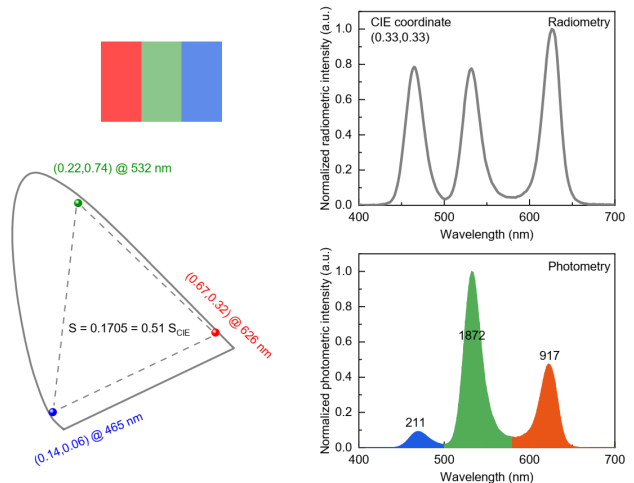 (0.22,0.74) @ 532 nm
(0.67,0.32) @ 626 nm
S = 0.1705 = 0.51 S_CIE
(0.14,0.06) @ 465 nm
CIE coordinate
(0.33,0.33)
Radiometry
Normalized radiometric intensity (a.u.)
1.0
0.8
0.6
0.4
0.2
0.0
400 500 600 700
Wavelength (nm)
Photometry
Normalized photometric intensity (a.u.)
1.0
0.8
0.6
0.4
0.2
0.0
1872
917
211
400 500 600 700
Wavelength (nm)